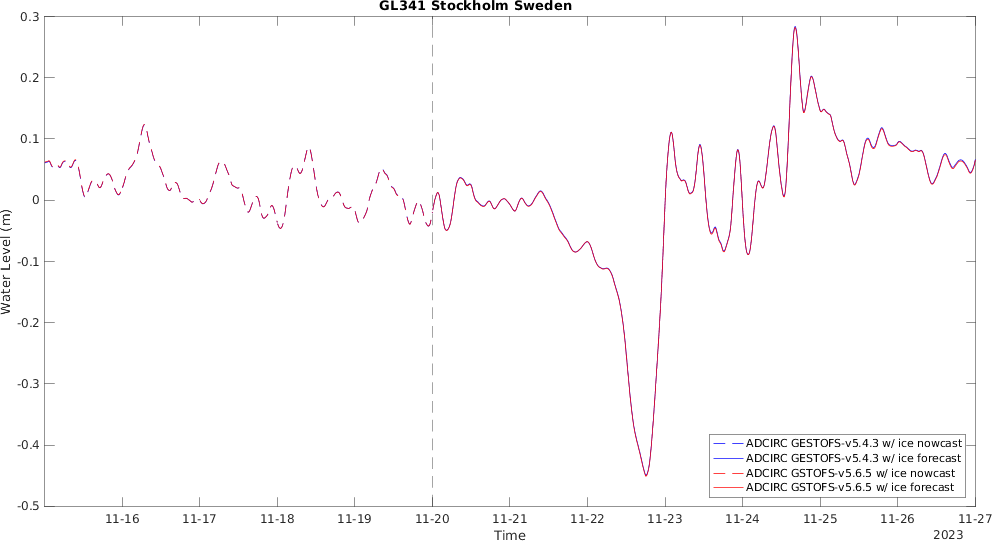 GL341 Stockholm Sweden
0.3
0.2
0.1
0
-0.1
-0.2
-0.3
-0.4
-0.5
Water Level (m)
ADCIRC GESTOFS-v5.4.3 w/ ice nowcast
ADCIRC GESTOFS-v5.4.3 w/ ice forecast
ADCIRC GSTOFS-v5.6.5 w/ ice nowcast
ADCIRC GSTOFS-v5.6.5 w/ ice forecast
11-16 11-17 11-18 11-19 11-20 11-21 11-22 11-23 11-24 11-25 11-26 11-27
Time
2023